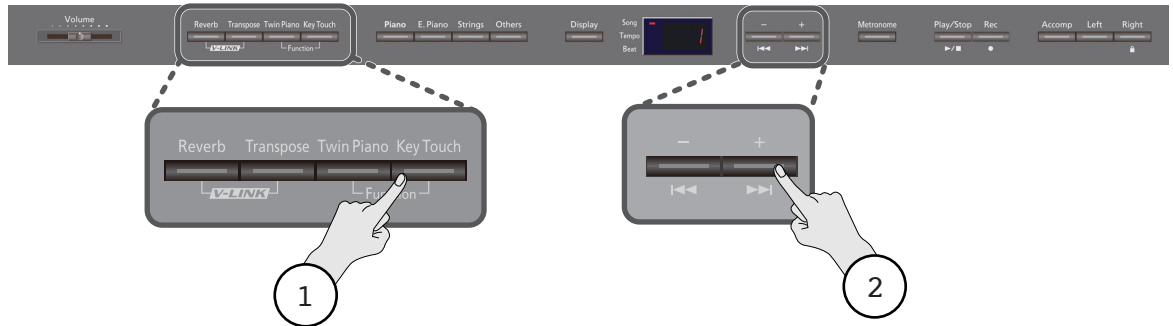 Volume
Reverb Transpose Twin Piano Key Touch
V-LINK Function
Piano E. Piano Strings Others
Display
Song
Tempo
Beat
1
− +
Metronome
Play/Stop Rec
Accomp Left Right
Reverb Transpose Twin Piano Key Touch
V-LINK Function
− +
1
2